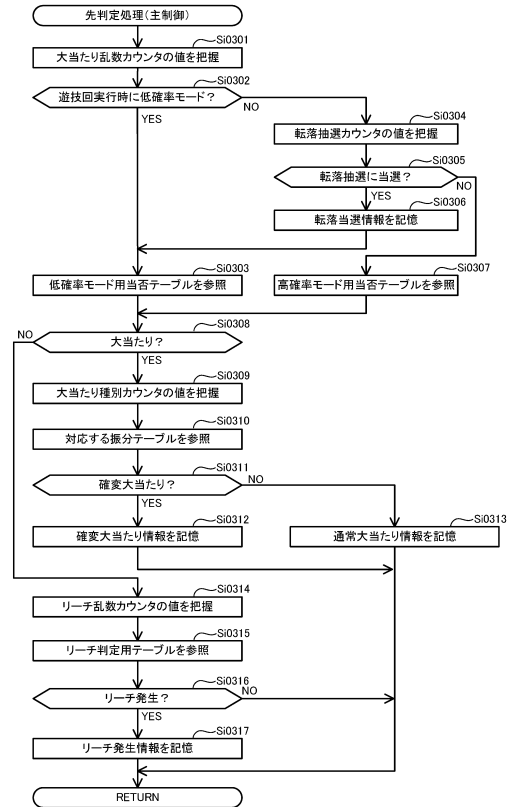 先判定処理(主制御)
Si0301
大当たり乱数カウンタの値を把握
Si0302
遊技回実行時に低確率モード？
NO
YES
Si0304
転落抽選カウンタの値を把握
Si0305
転落抽選に当選？
NO
YES
Si0306
転落当選情報を記憶
Si0303
低確率モード用当否テーブルを参照
Si0307
高確率モード用当否テーブルを参照
Si0308
NO
大当たり？
YES
Si0309
大当たり種別カウンタの値を把握
Si0310
対応する振分テーブルを参照
Si0311
確変大当たり？
NO
YES
Si0312
確変大当たり情報を記憶
Si0313
通常大当たり情報を記憶
Si0314
リーチ乱数カウンタの値を把握
Si0315
リーチ判定用テーブルを参照
Si0316
リーチ発生？
NO
YES
Si0317
リーチ発生情報を記憶
RETURN